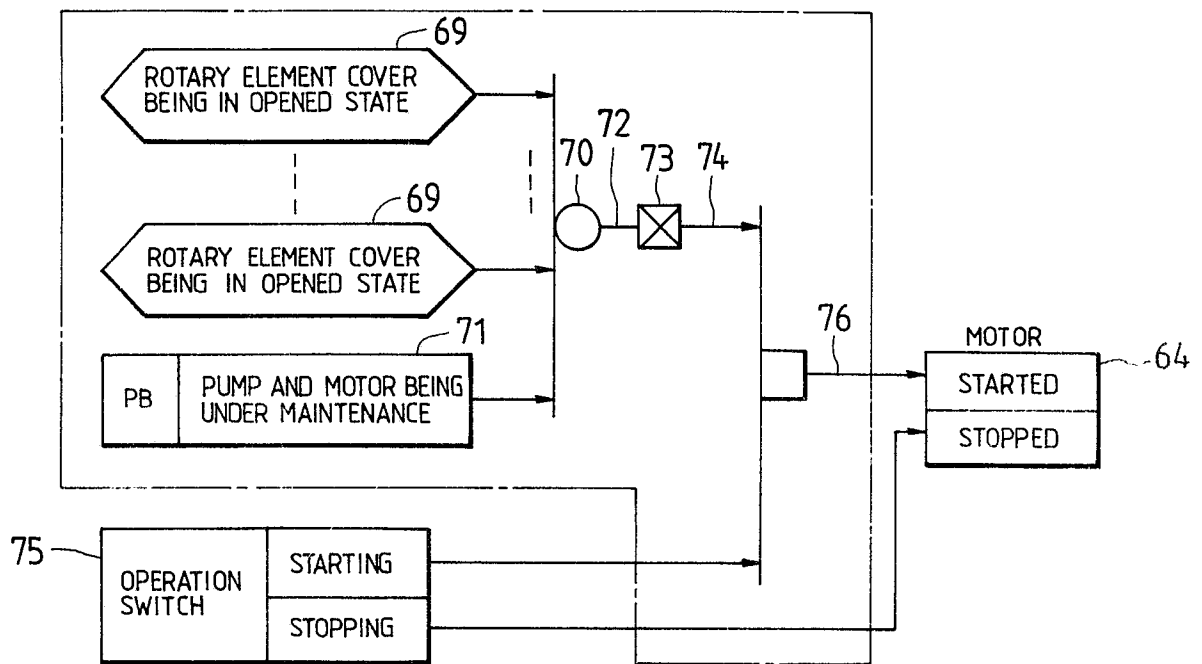 69
ROTARY ELEMENT COVER
BEING IN OPENED STATE
70
72
73
74
69
ROTARY ELEMENT COVER
BEING IN OPENED STATE
71
PB
PUMP AND MOTOR BEING
UNDER MAINTENANCE
76
MOTOR
64
STARTED
STOPPED
75
OPERATION
SWITCH
STARTING
STOPPING